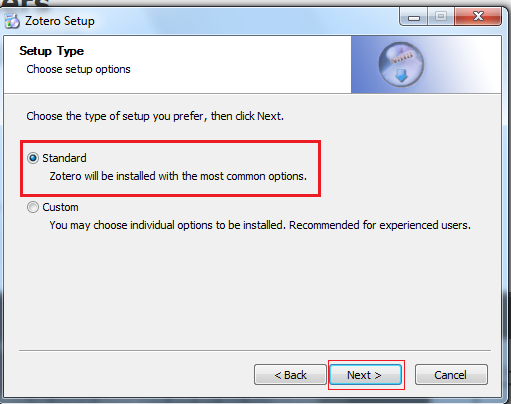 Zotero Setup
Setup Type
Choose setup options
Choose the type of setup you prefer, then click Next.
Standard
Zotero will be installed with the most common options.
Custom
You may choose individual options to be installed. Recommended for experienced users.
< Back
Next >
Cancel